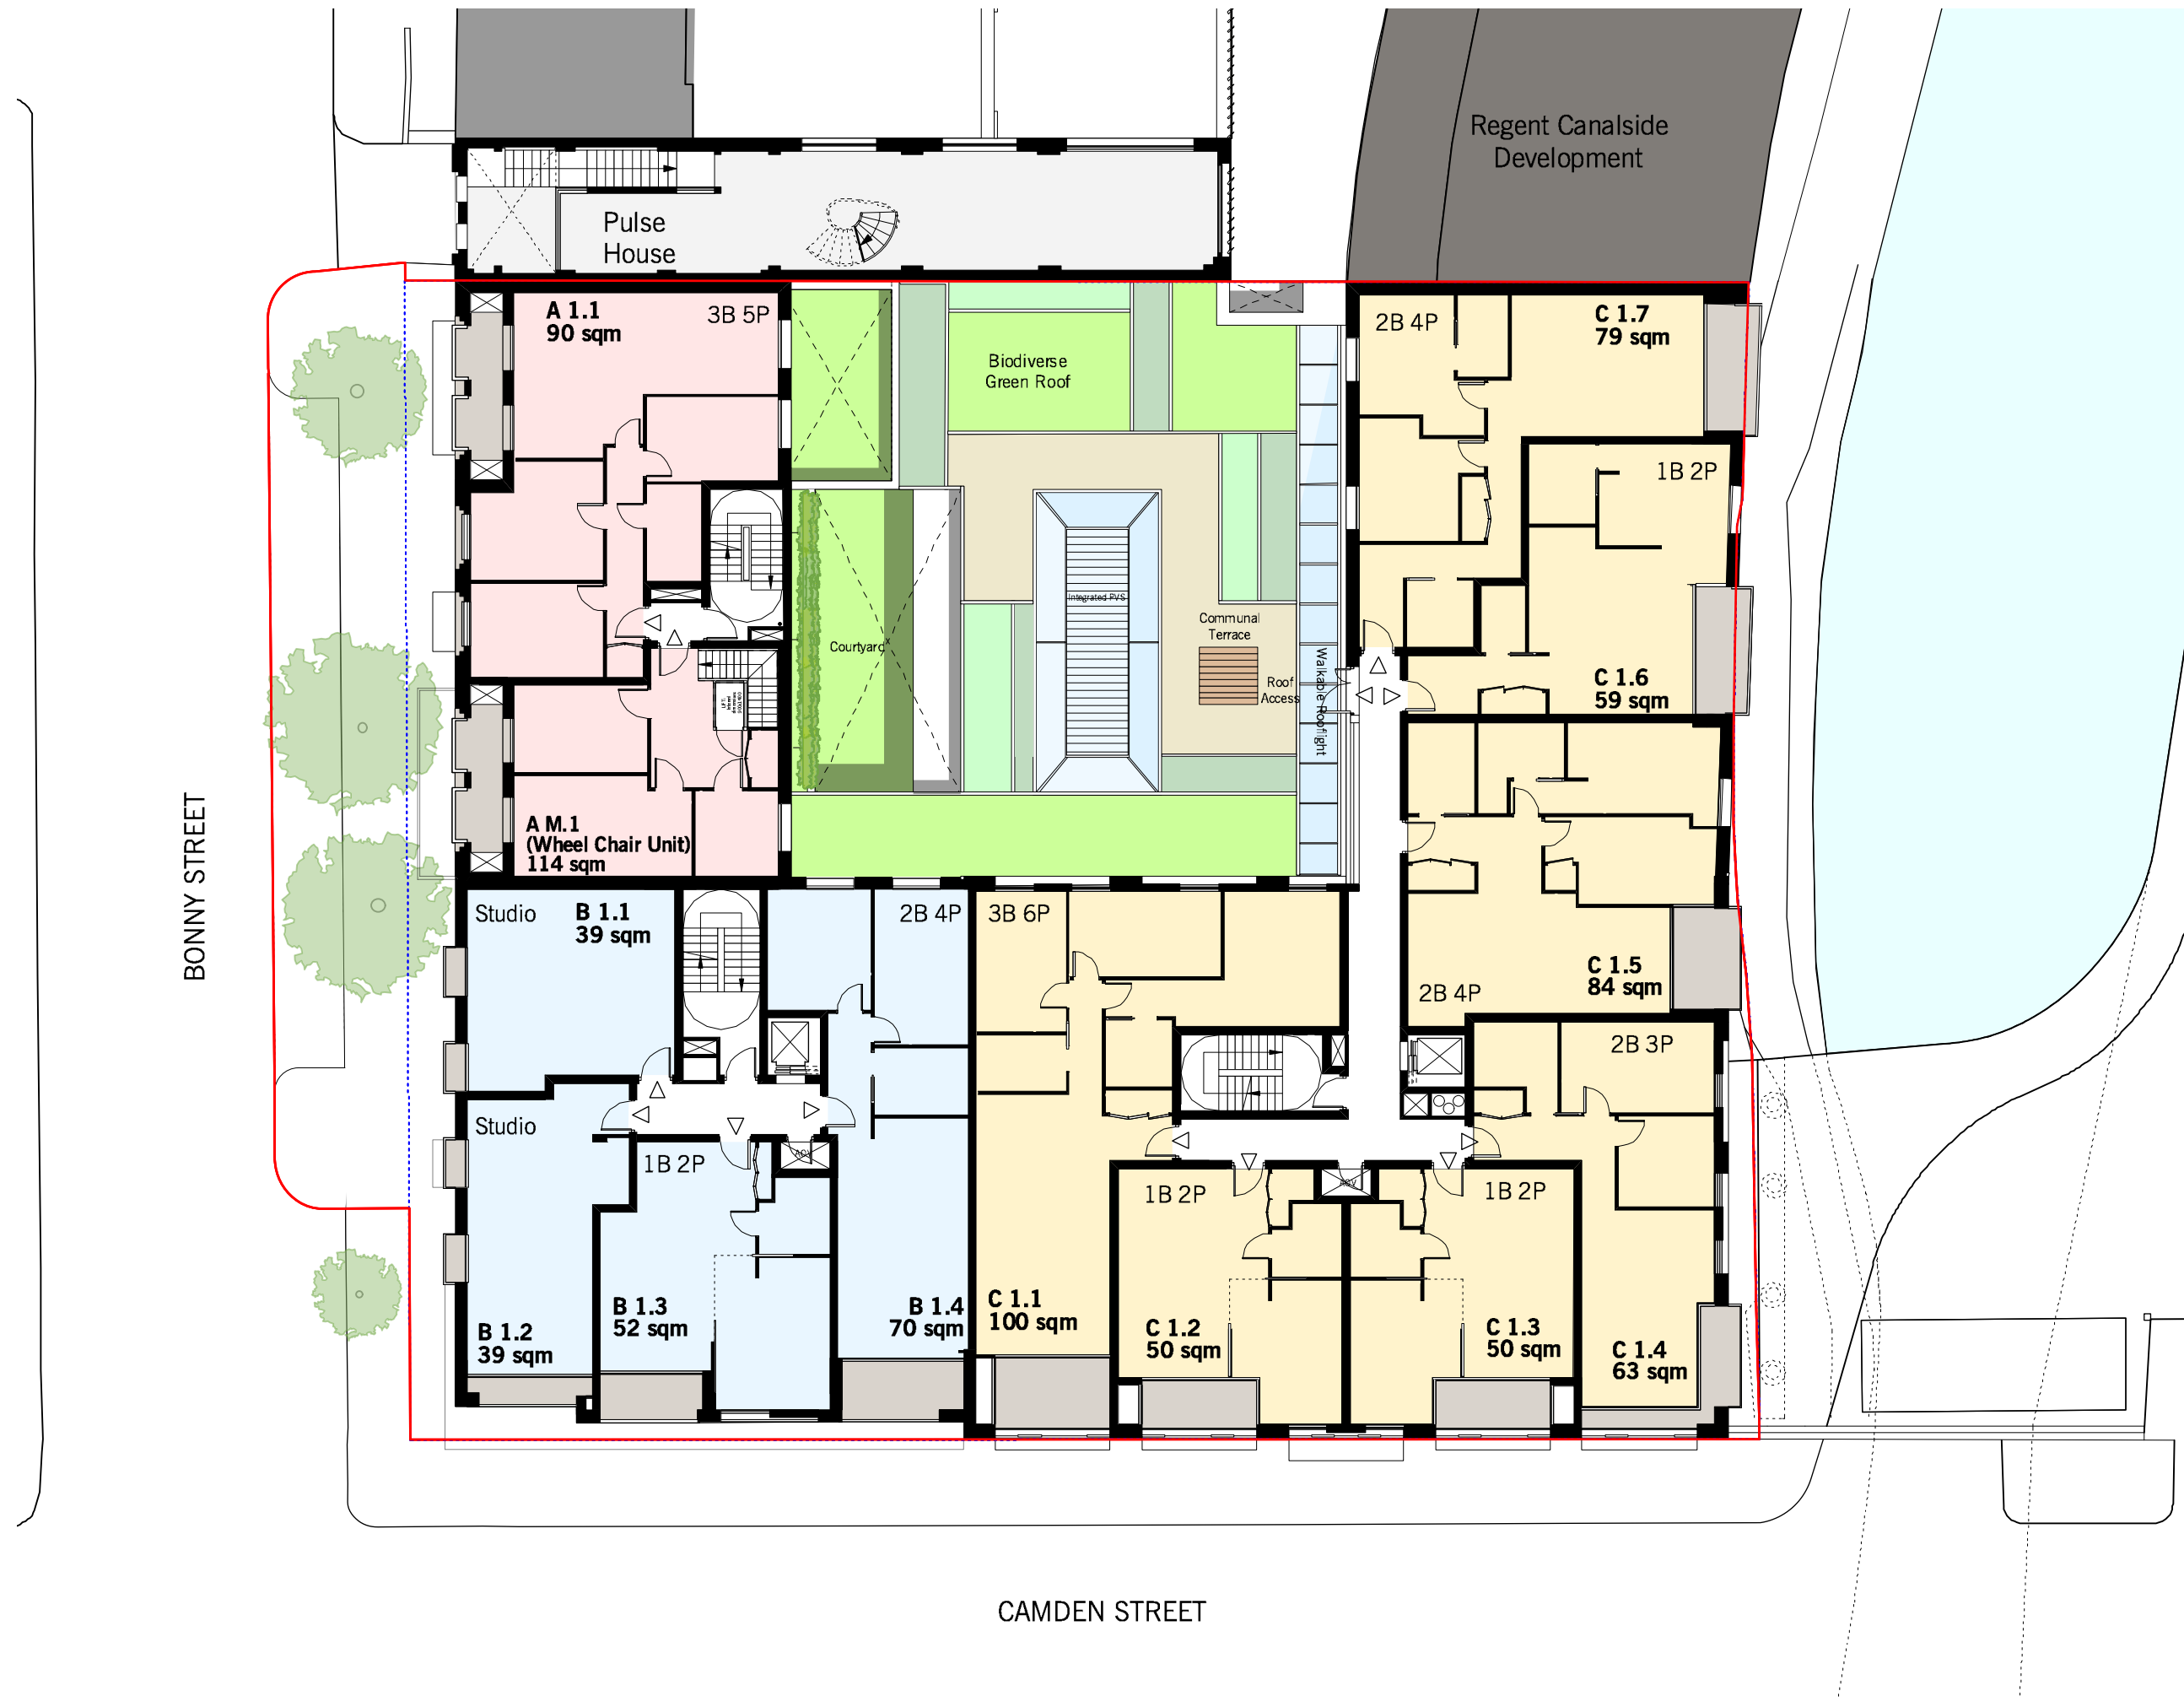 Regent Canalside
Development
Pulse
House
A 1.1
90 sqm
3B 5P
Biodiverse
Green Roof
2B 4P
C 1.7
79 sqm
1B 2P
Integrated PVS
Communal
Terrace
Courtyard
Roof
Access
Walkable Rooflight
C 1.6
59 sqm
A M.1
(Wheel Chair Unit)
114 sqm
BONNY STREET
Studio
B 1.1
39 sqm
2B 4P
3B 6P
C 1.5
84 sqm
2B 4P
2B 3P
Studio
1B 2P
AOV
1B 2P
AOV
1B 2P
B 1.2
39 sqm
B 1.3
52 sqm
B 1.4
70 sqm
C 1.1
100 sqm
C 1.2
50 sqm
C 1.3
50 sqm
C 1.4
63 sqm
CAMDEN STREET